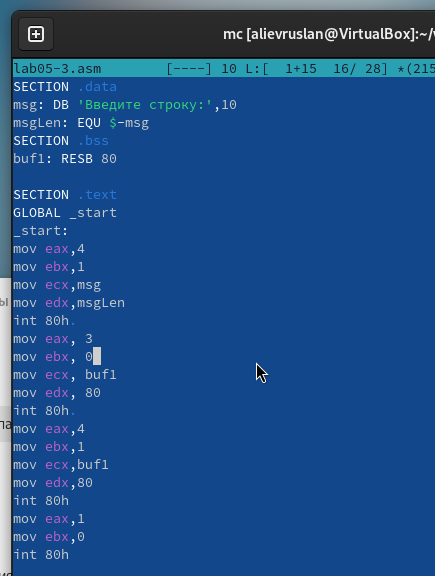 mc [alievruslan@VirtualBox]:~/
lab05-3.asm [----] 10 L:[ 1+15 16/ 28] *(215
SECTION .data
msg: DB 'Введите строку:',10
msgLen: EQU $-msg
SECTION .bss
buf1: RESB 80
SECTION .text
GLOBAL _start
_start:
mov eax,4
mov ebx,1
mov ecx,msg
mov edx,msgLen
int 80h.
mov eax, 3
mov ebx, 0
mov ecx, buf1
mov edx, 80
int 80h.
mov eax,4
mov ebx,1
mov ecx,buf1
mov edx,80
int 80h
mov eax,1
mov ebx,0
int 80h